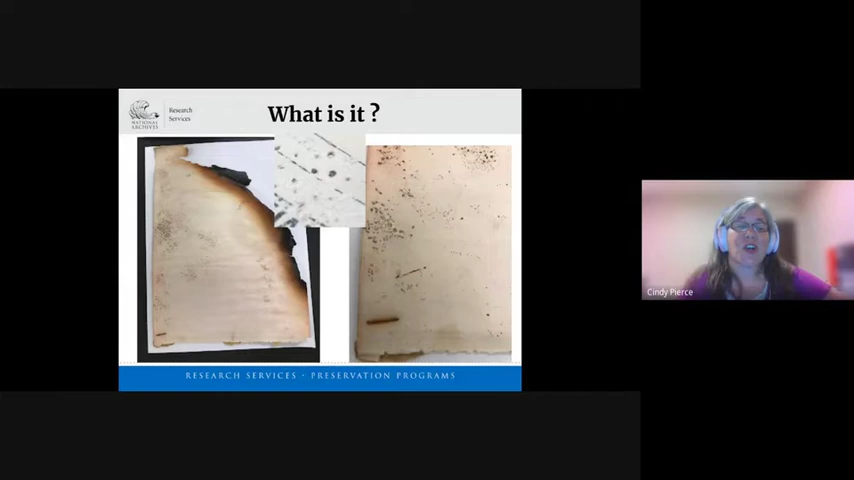 NATIONAL
ARCHIVES
Research
Services
What is it ?
RESEARCH SERVICES • PRESERVATION PROGRAMS
Cindy Pierce